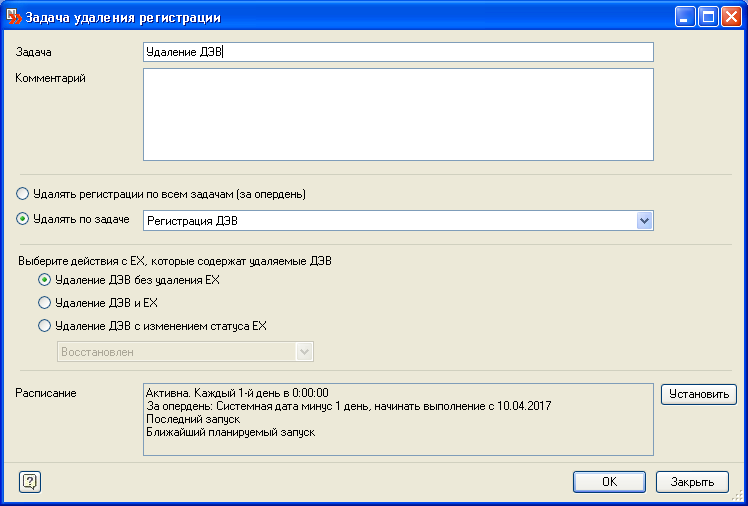 Задача удаления регистрации
Задача Удаление ДЭВ
Комментарий
Удалять регистрации по всем задачам (за опердень)
Удалять по задаче Регистрация ДЭВ
Выберите действия с ЕХ, которые содержат удаляемые ДЭВ
Удаление ДЭВ без удаления ЕХ
Удаление ДЭВ и ЕХ
Удаление ДЭВ с изменением статуса ЕХ
Восстановлен
Расписание Активна. Каждый 1-й день в 0:00:00 Установить
За опердень: Системная дата минус 1 день, начинать выполнение с 10.04.2017
Последний запуск
Ближайший планируемый запуск
? ОК Закрыть